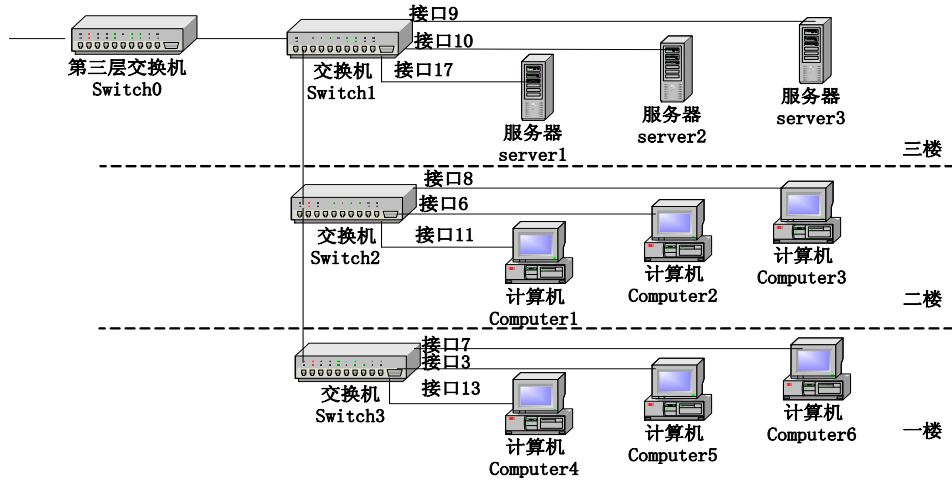 接口9
接口10
接口17
第三层交换机
Switch0
交换机
Switch1
服务器
server1
服务器
server2
服务器
server3
三楼
接口8
接口6
接口11
交换机
Switch2
计算机
Computer1
计算机
Computer2
计算机
Computer3
二楼
接口7
接口3
接口13
交换机
Switch3
计算机
Computer4
计算机
Computer5
计算机
Computer6
一楼